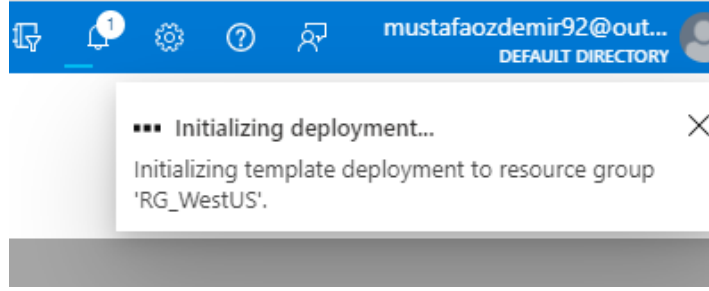 1
mustafaozdemir92@out...
DEFAULT DIRECTORY
Initializing deployment...
Initializing template deployment to resource group
'RG_WestUS'.